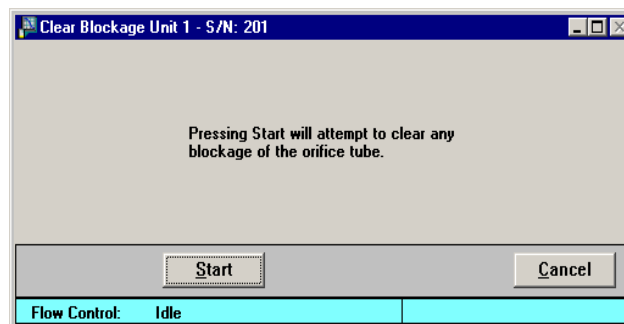 Clear Blockage Unit 1 - S/N: 201
Pressing Start will attempt to clear any
blockage of the orifice tube.
Start
Cancel
Flow Control: Idle